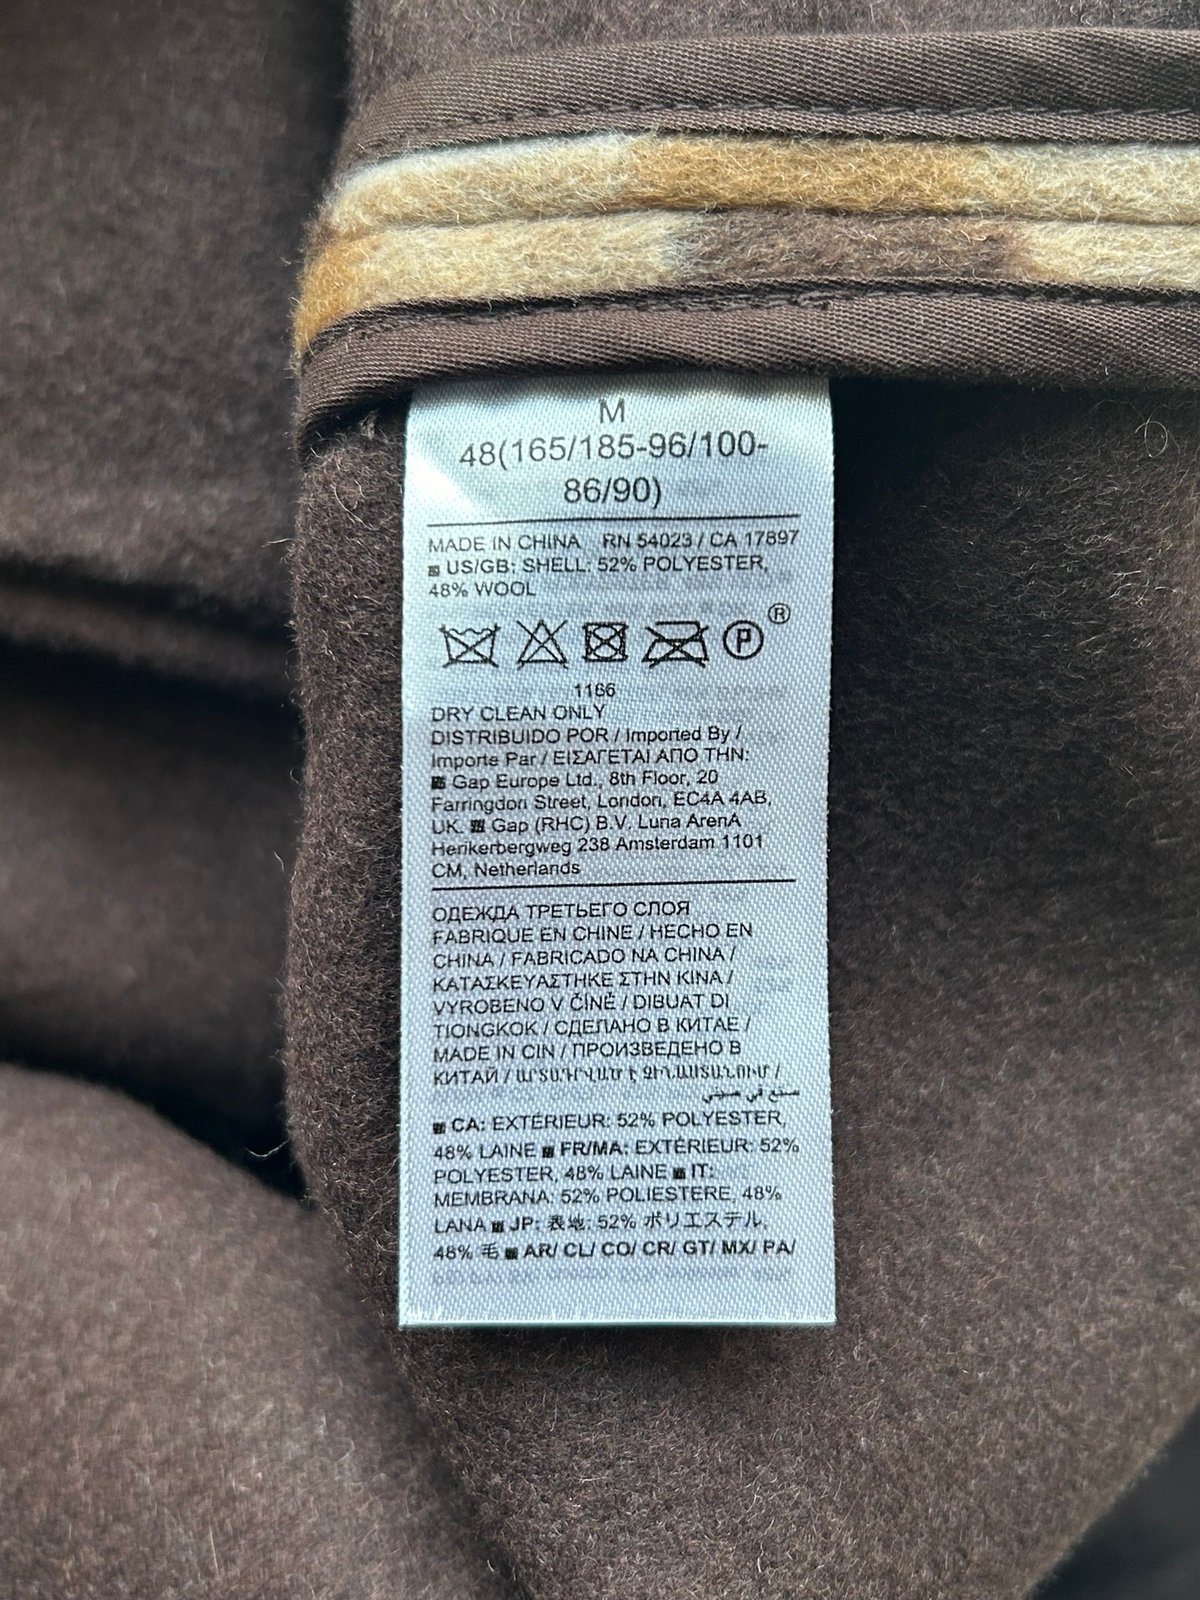 M
48(165/185-96/100-
86/90)
MADE IN CHINA RN 54023 / CA 17897
US/GB: SHELL: 52% POLYESTER,
48% WOOL
P ®
1166
DRY CLEAN ONLY
DISTRIBUIDO POR / Imported By /
Importe Par / ΕΙΣΑΓΕΤΑΙ ΑΠΟ ΤΗΝ:
Gap Europe Ltd., 8th Floor, 20
Farringdon Street, London, EC4A 4AB,
UK. Gap (RHC) B.V. Luna ArenA
Herikerbergweg 238 Amsterdam 1101
CM, Netherlands
ОДЕЖДА ТРЕТЬЕГО СЛОЯ
FABRIQUE EN CHINE / HECHO EN
CHINA / FABRICADO NA CHINA /
ΚΑΤΑΣΚΕΥΑΣΤΗΚΕ ΣΤΗΝ ΚΙΝΑ /
VYROBENO V ČÍNĚ / DIBUAT DI
TIONGKOK / СДЕЛАНО В КИТАЕ /
MADE IN CIN / ПРОИЗВЕДЕНО В
КИТАЙ / ԱՐՏԱԴՐՎԱԾ Է ՉԻՆԱՍՏԱՆՈՒՄ /
صنع في صيني
CA: EXTÉRIEUR: 52% POLYESTER,
48% LAINE FR/MA: EXTÉRIEUR: 52%
POLYESTER, 48% LAINE IT:
MEMBRANA: 52% POLIESTERE, 48%
LANA JP: 表地: 52% ポリエステル,
48% 毛 AR/ CL/ CO/ CR/ GT/ MX/ PA/